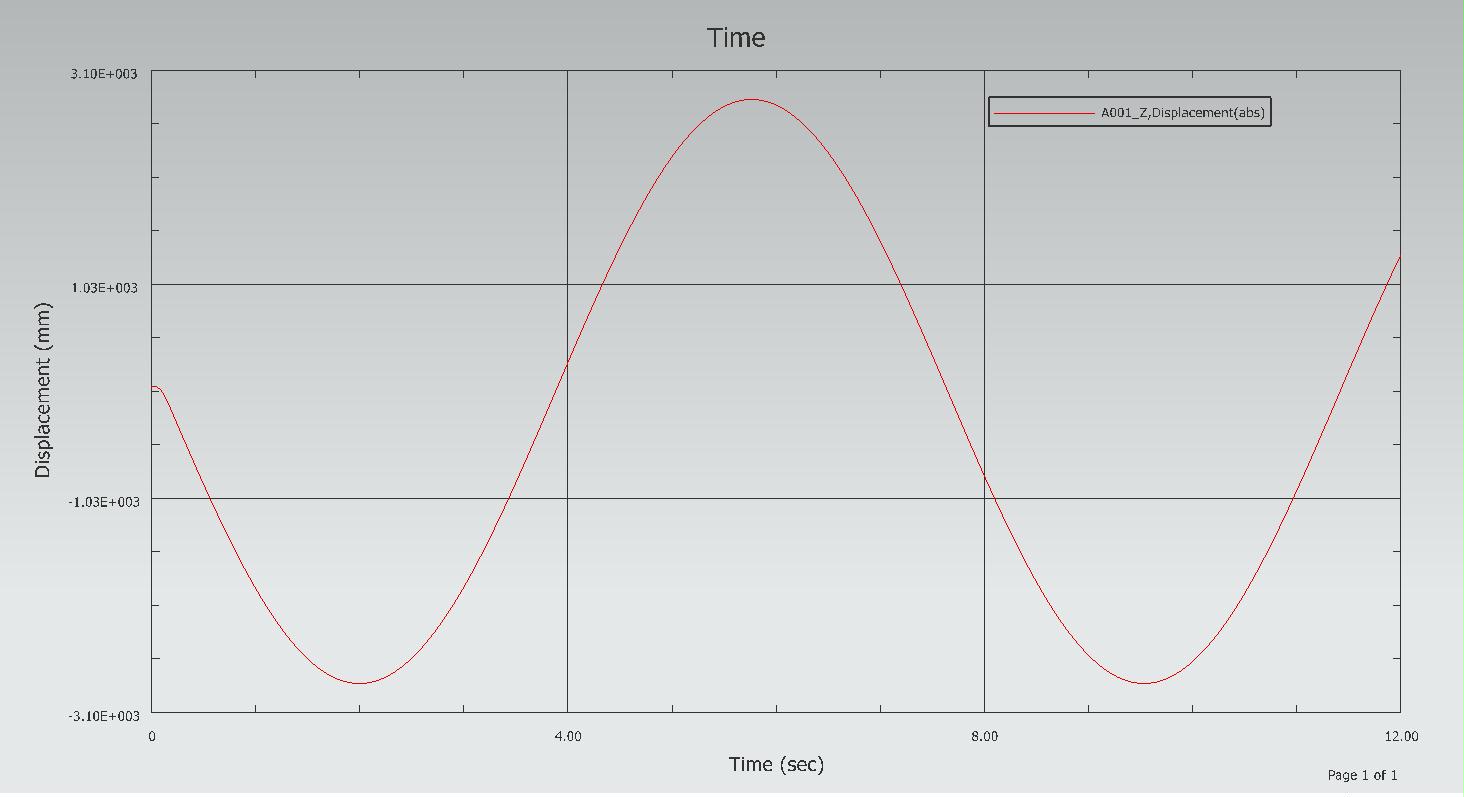 Time
3.10E+003
A001_Z,Displacement(abs)
1.03E+003
Displacement (mm)
-1.03E+003
-3.10E+003
0
4.00
8.00
12.00
Time (sec)
Page 1 of 1